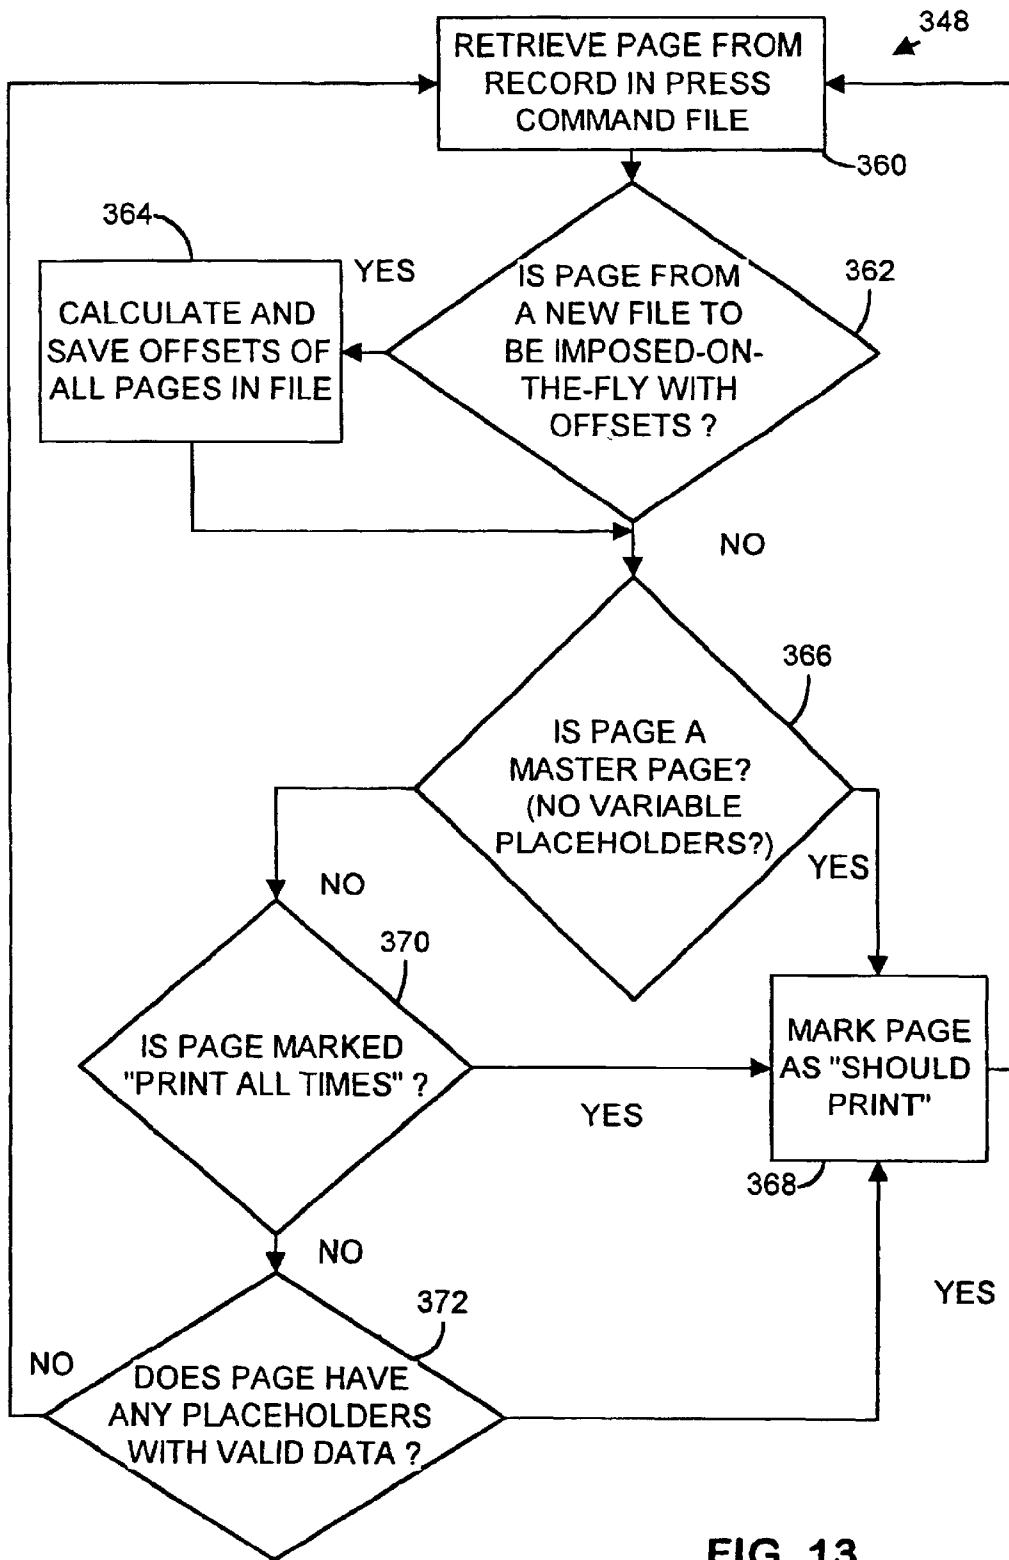 348
RETRIEVE PAGE FROM
RECORD IN PRESS
COMMAND FILE
360
364
YES
362
IS PAGE FROM
A NEW FILE TO
BE IMPOSED-ON-
THE-FLY WITH
OFFSETS ?
CALCULATE AND
SAVE OFFSETS OF
ALL PAGES IN FILE
NO
366
IS PAGE A
MASTER PAGE?
(NO VARIABLE
PLACEHOLDERS?)
YES
NO
370
IS PAGE MARKED
"PRINT ALL TIMES" ?
YES
MARK PAGE
AS "SHOULD
PRINT"
368
NO
372
YES
NO
DOES PAGE HAVE
ANY PLACEHOLDERS
WITH VALID DATA ?
FIG. 13